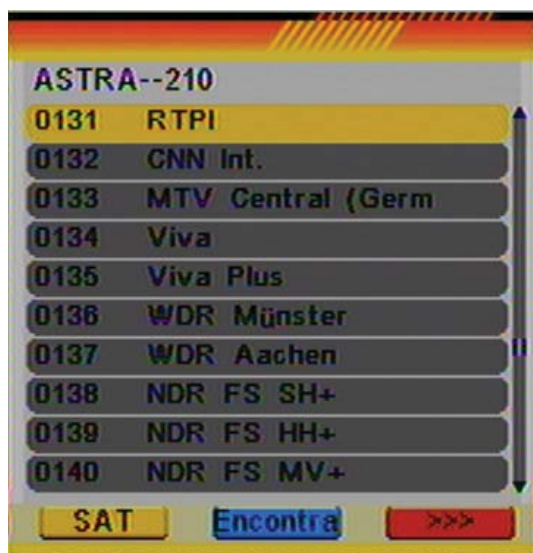 ASTRA--210
0131 RTPI
0132 CNN Int.
0133 MTV Central (Germ
0134 Viva
0135 Viva Plus
0136 WDR Münster
0137 WDR Aachen
0138 NDR FS SH+
0139 NDR FS HH+
0140 NDR FS MV+
SAT Encontra >>>